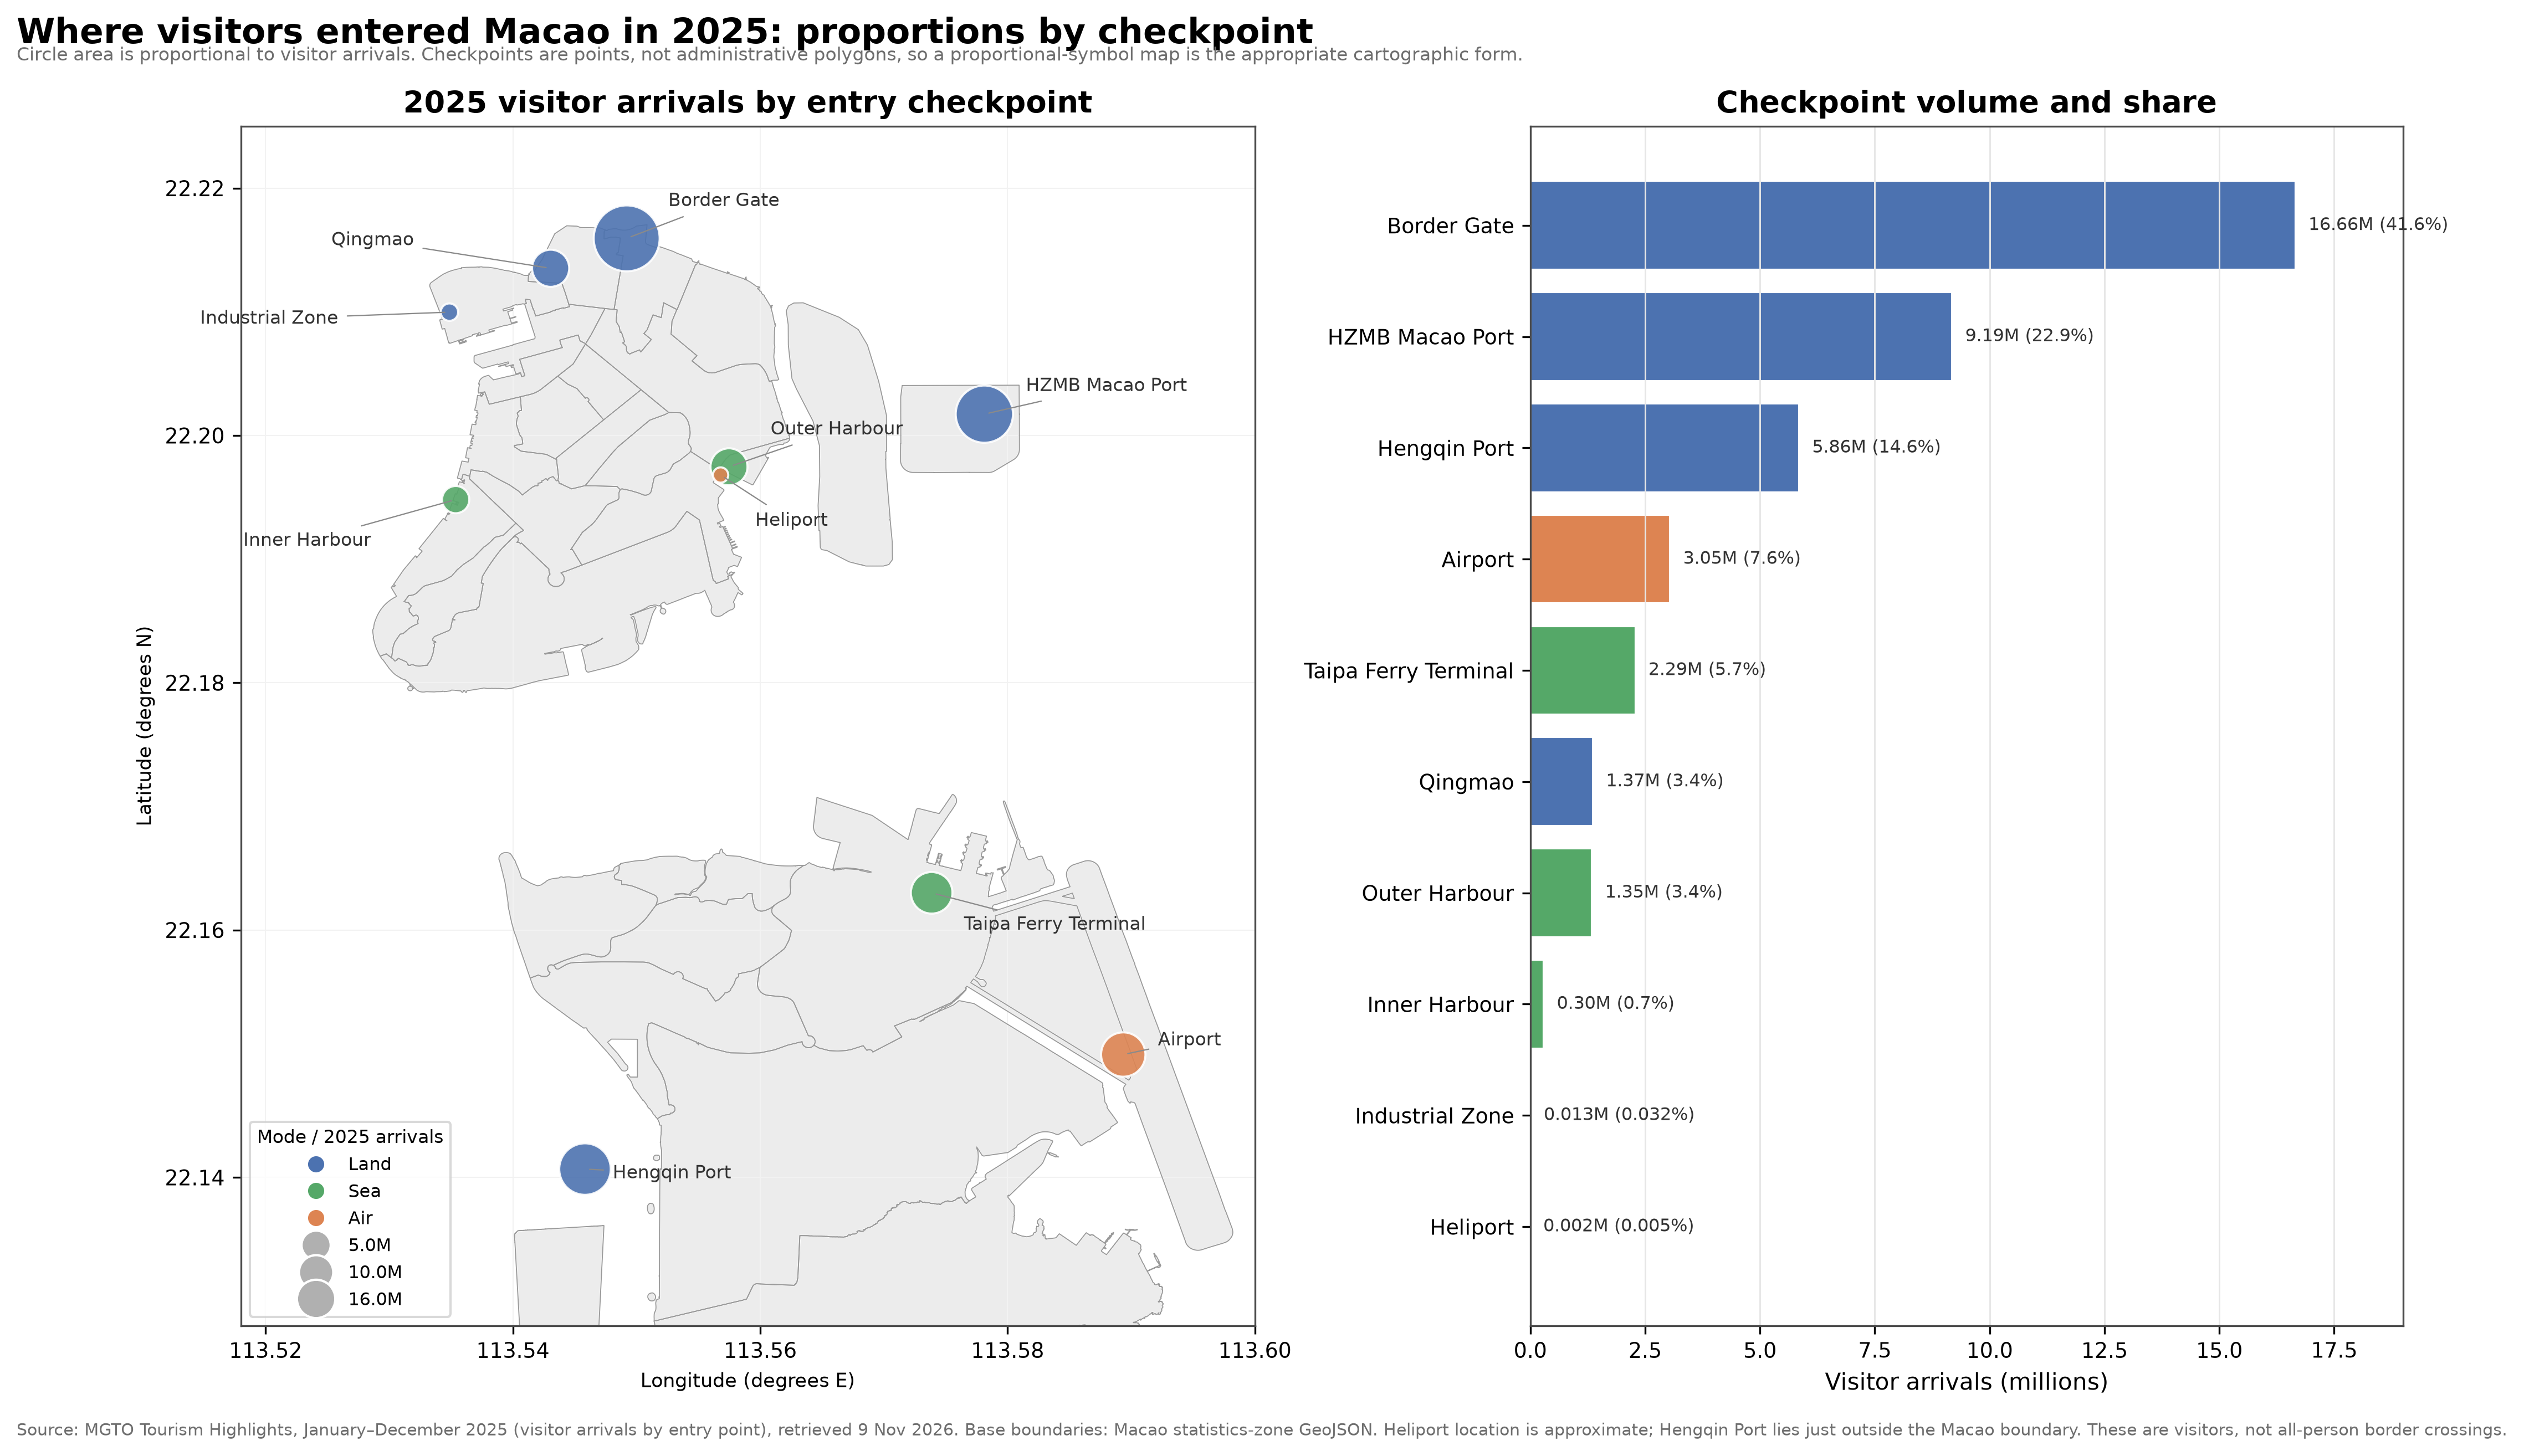 Where visitors entered Macao in 2025: proportions by checkpoint
Circle area is proportional to visitor arrivals. Checkpoints are points, not administrative polygons, so a proportional-symbol map is the appropriate cartographic form.
2025 visitor arrivals by entry checkpoint
22.22
22.20
22.18
22.16
22.14
Latitude (degrees N)
Border Gate
Qingmao
Industrial Zone
HZMB Macao Port
Outer Harbour
Heliport
Inner Harbour
Taipa Ferry Terminal
Airport
Hengqin Port
Mode / 2025 arrivals
Land
Sea
Air
5.0M
10.0M
16.0M
113.52 113.54 113.56 113.58 113.60
Longitude (degrees E)
Checkpoint volume and share
Border Gate 16.66M (41.6%)
HZMB Macao Port 9.19M (22.9%)
Hengqin Port 5.86M (14.6%)
Airport 3.05M (7.6%)
Taipa Ferry Terminal 2.29M (5.7%)
Qingmao 1.37M (3.4%)
Outer Harbour 1.35M (3.4%)
Inner Harbour 0.30M (0.7%)
Industrial Zone 0.013M (0.032%)
Heliport 0.002M (0.005%)
0.0 2.5 5.0 7.5 10.0 12.5 15.0 17.5
Visitor arrivals (millions)
Source: MGTO Tourism Highlights, January–December 2025 (visitor arrivals by entry point), retrieved 9 Nov 2026. Base boundaries: Macao statistics-zone GeoJSON. Heliport location is approximate; Hengqin Port lies just outside the Macao boundary. These are visitors, not all-person border crossings.